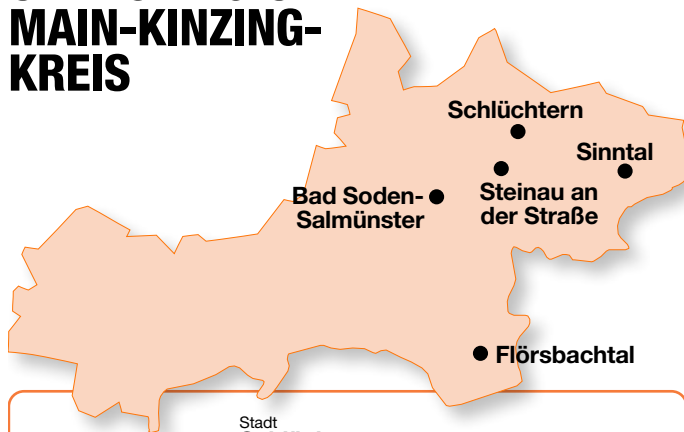 MAIN-KINZING-
KREIS
Schlüchtern
Sinntal
Bad Soden-
Salmünster
Steinau an
der Straße
Flörsbachtal
Stadt